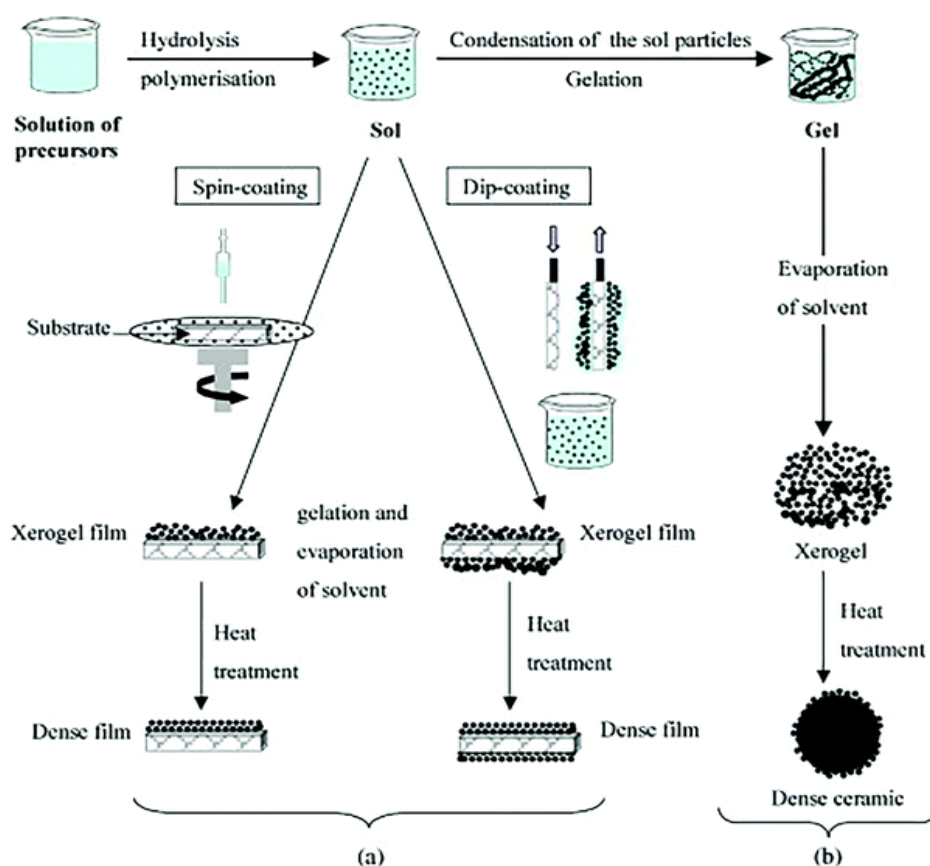 Hydrolysis
polymerisation
Condensation of the sol particles
Gelation
Solution of
precursors
Sol
Gel
Spin-coating
Dip-coating
Substrate
Evaporation
of solvent
Xerogel film
gelation and
evaporation
of solvent
Xerogel film
Xerogel
Heat
treatment
Heat
treatment
Heat
treatment
Dense film
Dense film
Dense ceramic
(a)
(b)